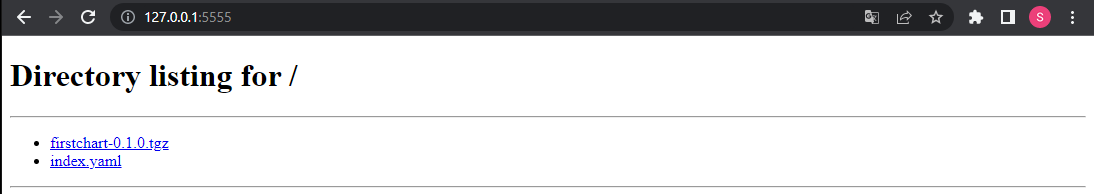 127.0.0.1:5555
S
Directory listing for /
firstchart-0.1.0.tgz
index.yaml